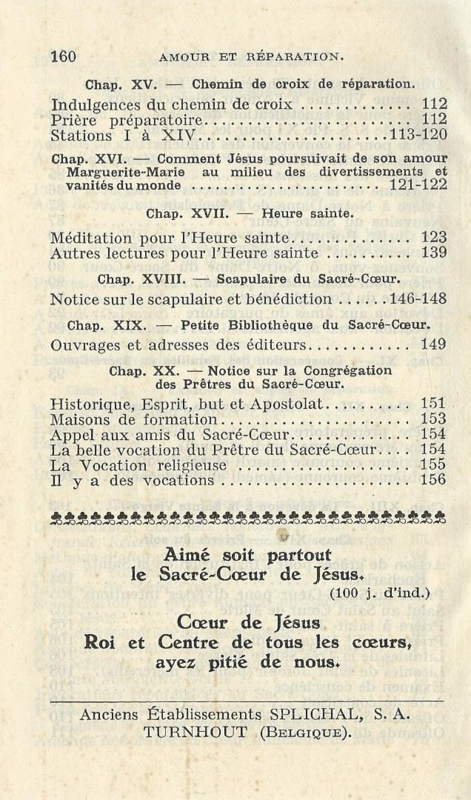 160 AMOUR ET RÉPARATION.
Chap. XV. — Chemin de croix de réparation.
Indulgences du chemin de croix ............. 112
Prière préparatoire...................... 112
Stations I à XIV......................113-120
Chap. XVI. — Comment Jésus poursuivait de son amour
Marguerite-Marie au milieu des divertissements et
vanités du monde ........................ 121-122
Chap. XVII. — Heure sainte.
Méditation pour l'Heure sainte............. 123
Autres lectures pour l'Heure sainte .......... 139
Chap. XVIII. — Scapulaire du Sacré-Cœur.
Notice sur le scapulaire et bénédiction ......146-148
Chap. XIX. — Petite Bibliothèque du Sacré-Cœur.
Ouvrages et adresses des éditeurs........... 149
Chap. XX. — Notice sur la Congrégation
des Prêtres du Sacré-Cœur.
Historique, Esprit, but et Apostolat.......... 151
Maisons de formation.................... 153
Appel aux amis du Sacré-Cœur............. 154
La belle vocation du Prêtre du Sacré-Cœur.... 154
La Vocation religieuse ................... 155
Il y a des vocations .................... 156
Aimé soit partout
le Sacré-Cœur de Jésus.
(100 j. d'ind.)
Cœur de Jésus
Roi et Centre de tous les cœurs,
ayez pitié de nous.
Anciens Établissements SPLICHAL, S. A.
TURNHOUT (BELGIQUE).